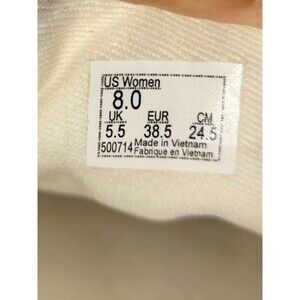 US Women
8.0
UK EUR CM
5.5 38.5 24.5
500714 Made in Vietnam
Fabrique en Vietnam